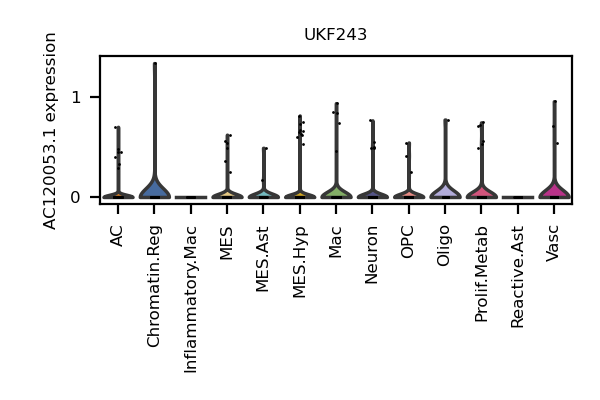 UKF243
AC120053.1 expression
1
0
AC
Chromatin.Reg
Inflammatory.Mac
MES
MES.Ast
MES.Hyp
Mac
Neuron
OPC
Oligo
Prolif.Metab
Reactive.Ast
Vasc